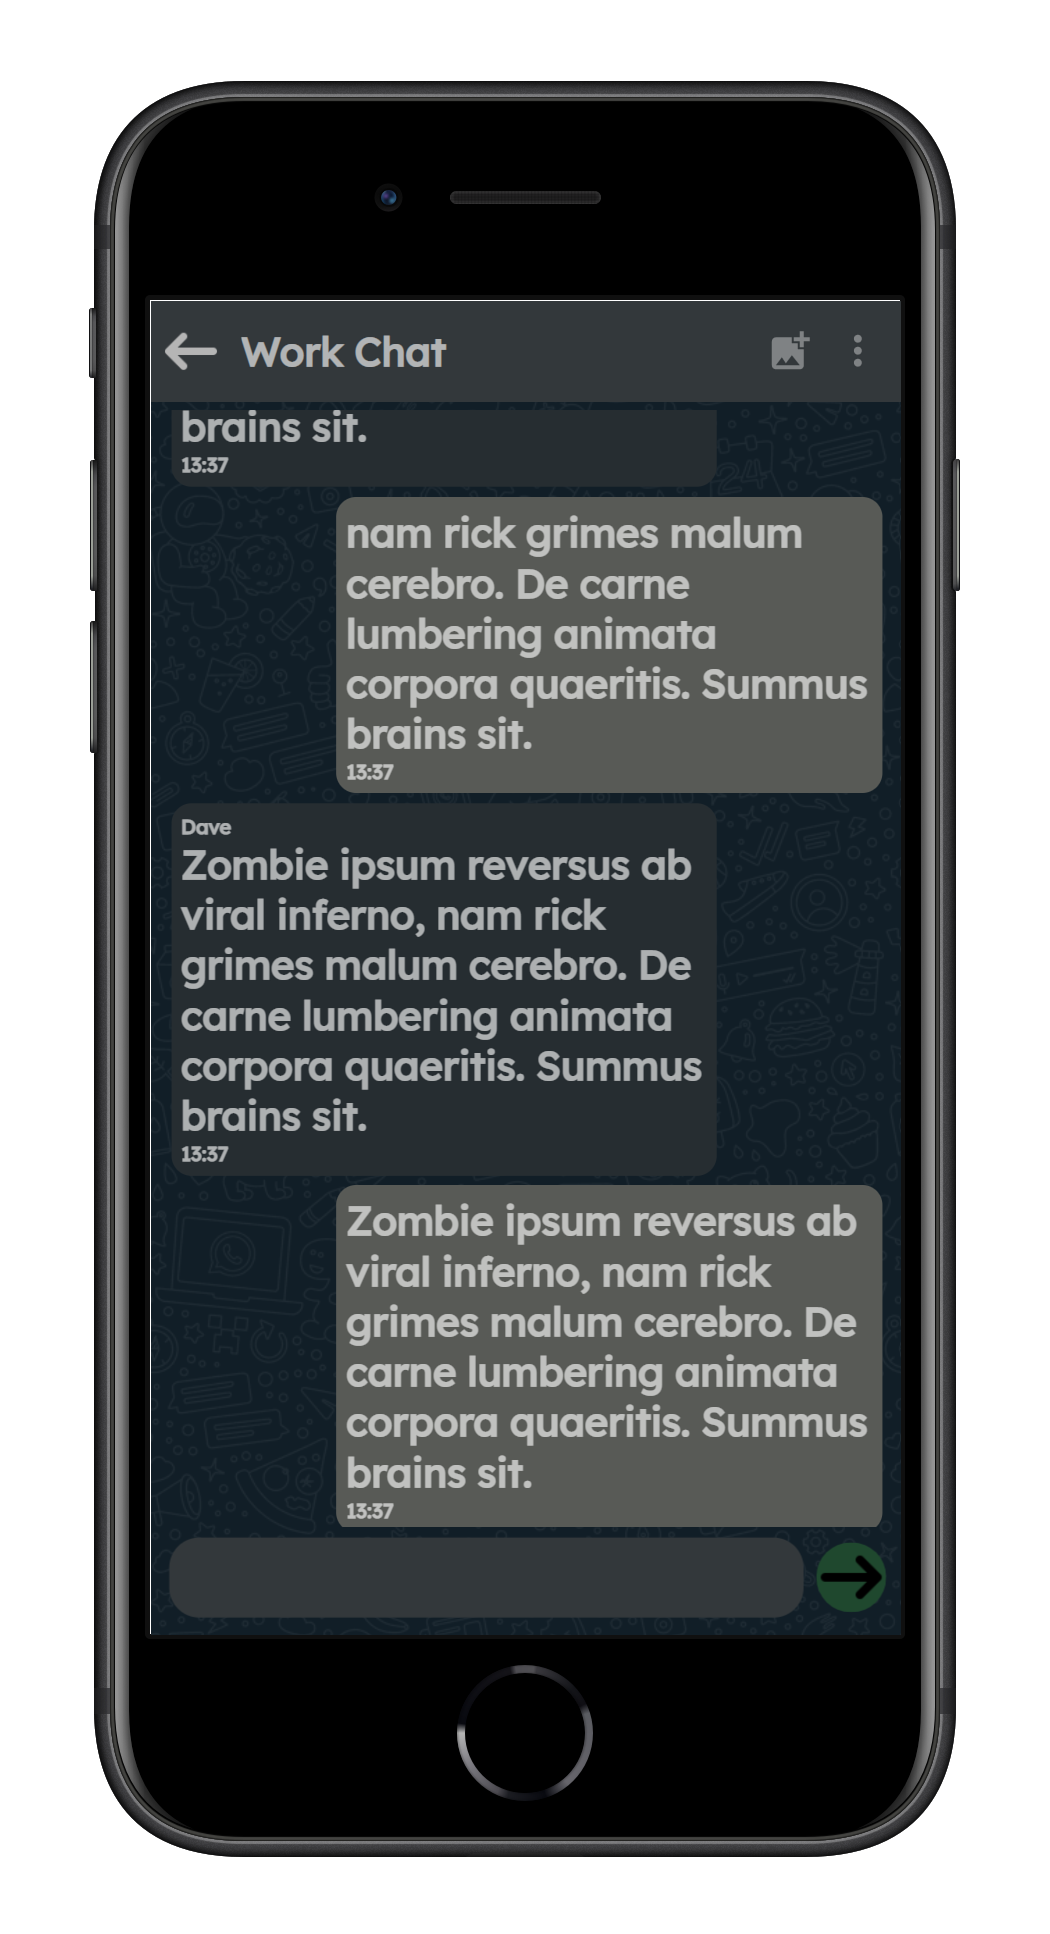 Work Chat
brains sit.
13:37
nam rick grimes malum
cerebro. De carne
lumbering animata
corpora quaeritis. Summus
brains sit.
13:37
Dave
Zombie ipsum reversus ab
viral inferno, nam rick
grimes malum cerebro. De
carne lumbering animata
corpora quaeritis. Summus
brains sit.
13:37
Zombie ipsum reversus ab
viral inferno, nam rick
grimes malum cerebro. De
carne lumbering animata
corpora quaeritis. Summus
brains sit.
13:37